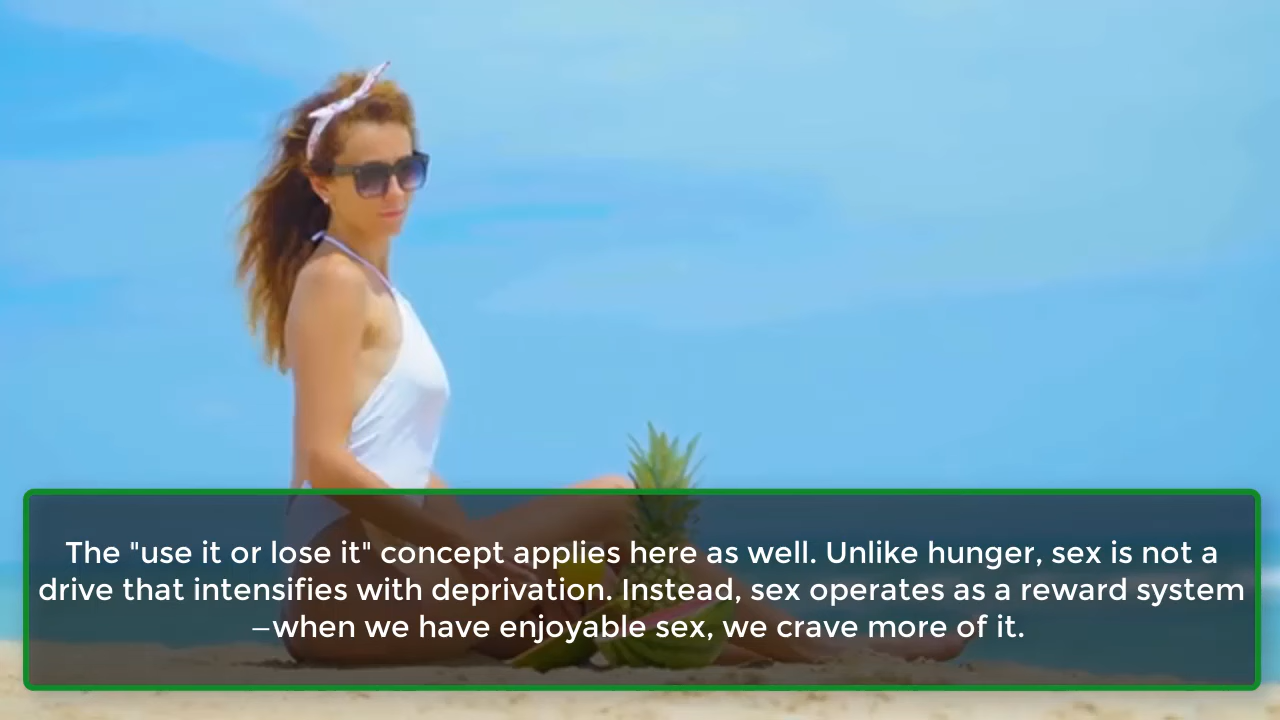 The "use it or lose it" concept applies here as well. Unlike hunger, sex is not a
drive that intensifies with deprivation. Instead, sex operates as a reward system
—when we have enjoyable sex, we crave more of it.